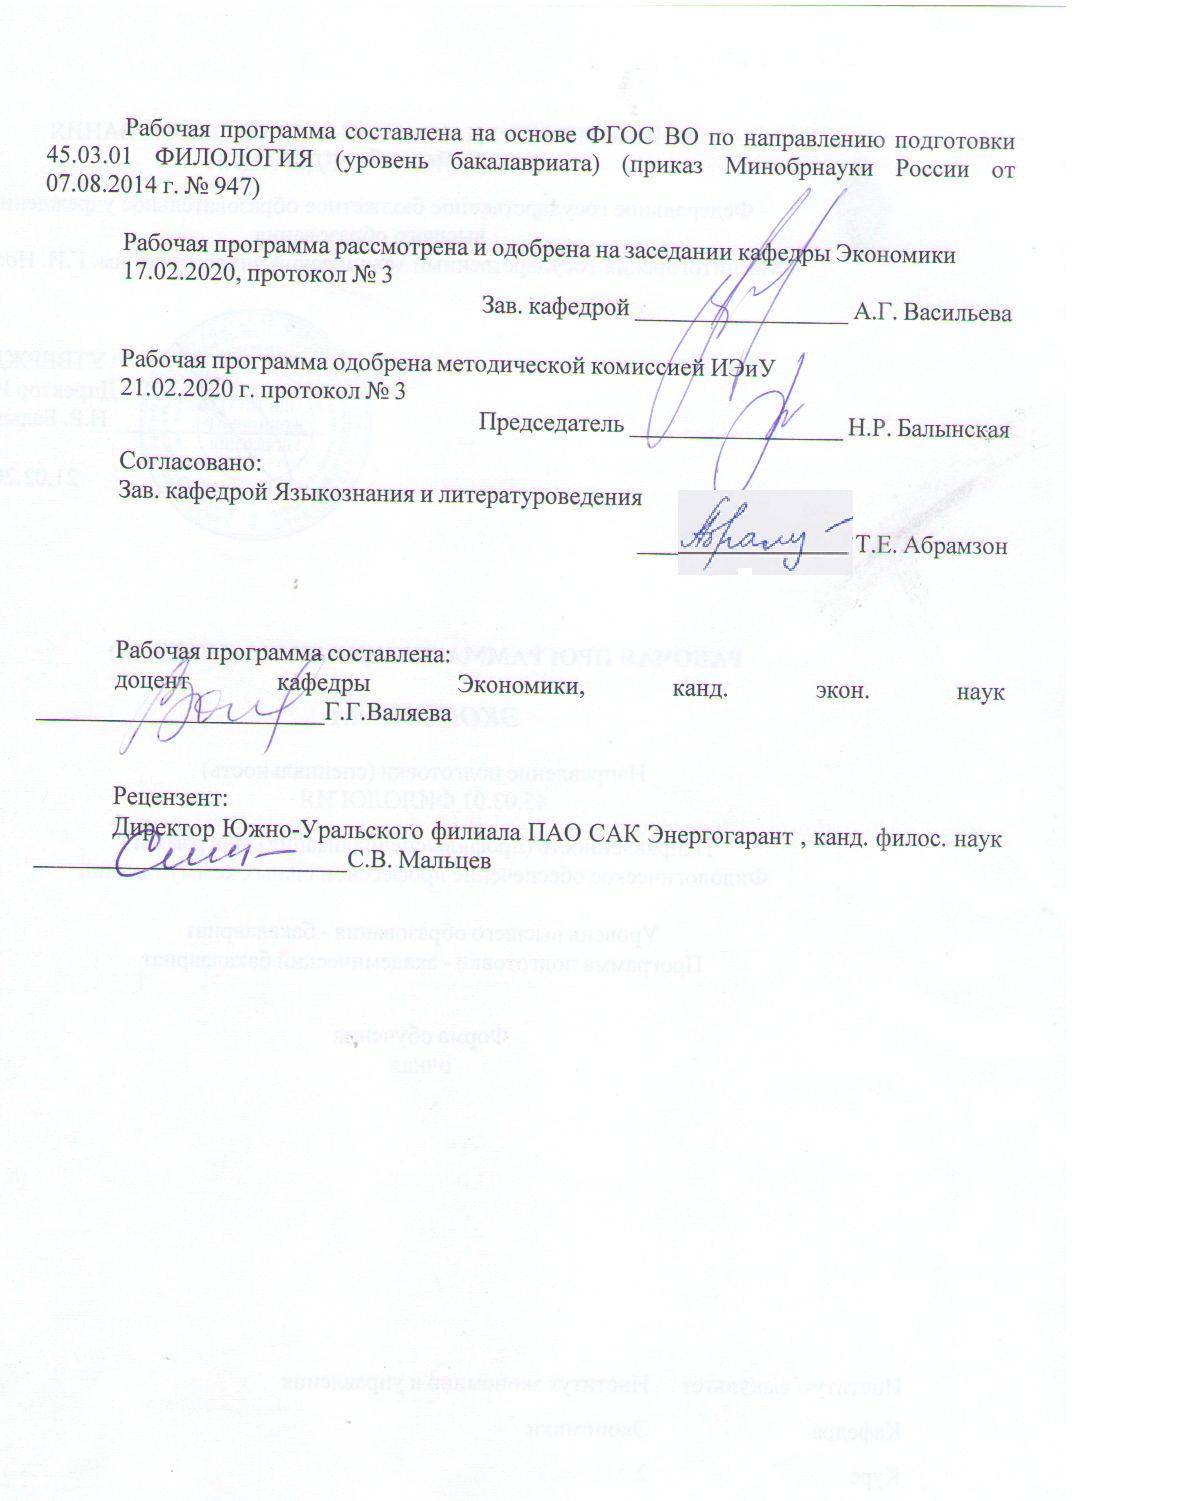 Рабочая программа составлена на основе ФГОС ВО по направлению подготовки
45.03.01 ФИЛОЛОГИЯ (уровень бакалавриата) (приказ Минобрнауки России от
07.08.2014 г. № 947)
Рабочая программа рассмотрена и одобрена на заседании кафедры Экономики
17.02.2020, протокол № 3
Зав. кафедрой А.Г. Васильева
Рабочая программа одобрена методической комиссией ИЭиУ
21.02.2020 г. протокол № 3
Председатель Н.Р. Балынская
Согласовано:
Зав. кафедрой Языкознания и литературоведения
Т.Е. Абрамзон
Рабочая программа составлена:
доцент кафедры Экономики, канд. экон. наук
Г.Г.Валяева
Рецензент:
Директор Южно-Уральского филиала ПАО САК Энергогарант , канд. филос. наук
С.В. Мальцев